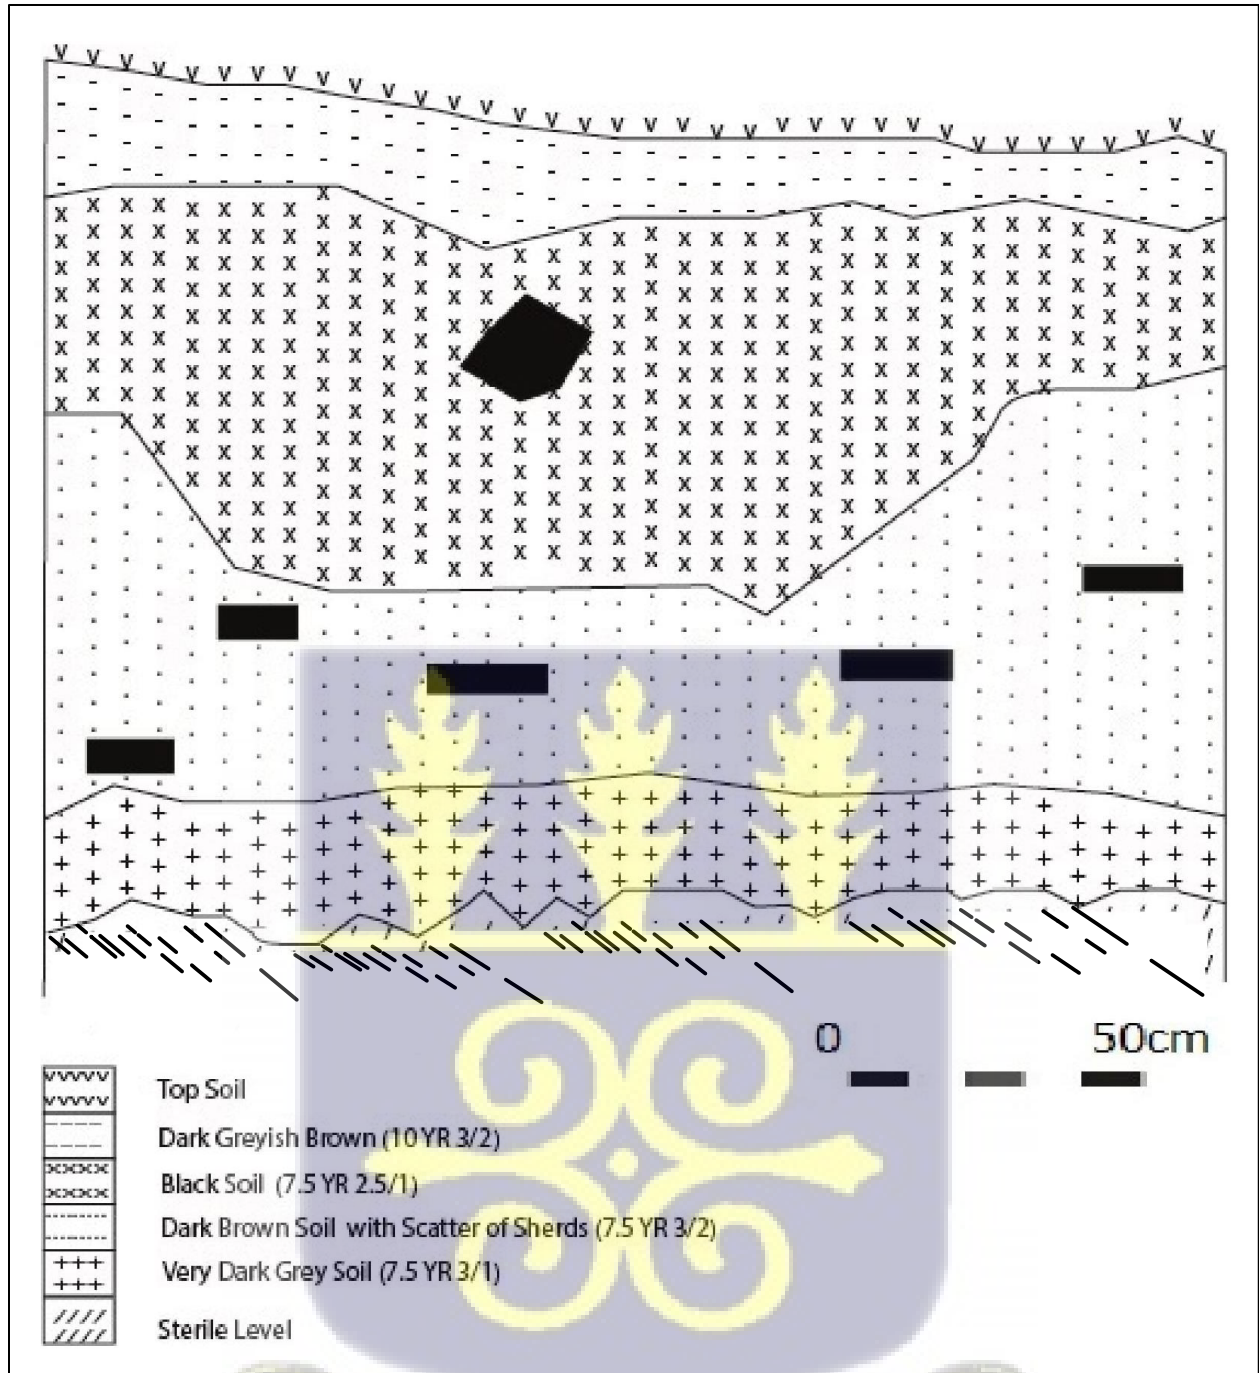 0 50cm
Top Soil
Dark Greyish Brown (10 YR 3/2)
Black Soil (7.5 YR 2.5/1)
Dark Brown Soil with Scatter of Sherds (7.5 YR 3/2)
Very Dark Grey Soil (7.5 YR 3/1)
Sterile Level